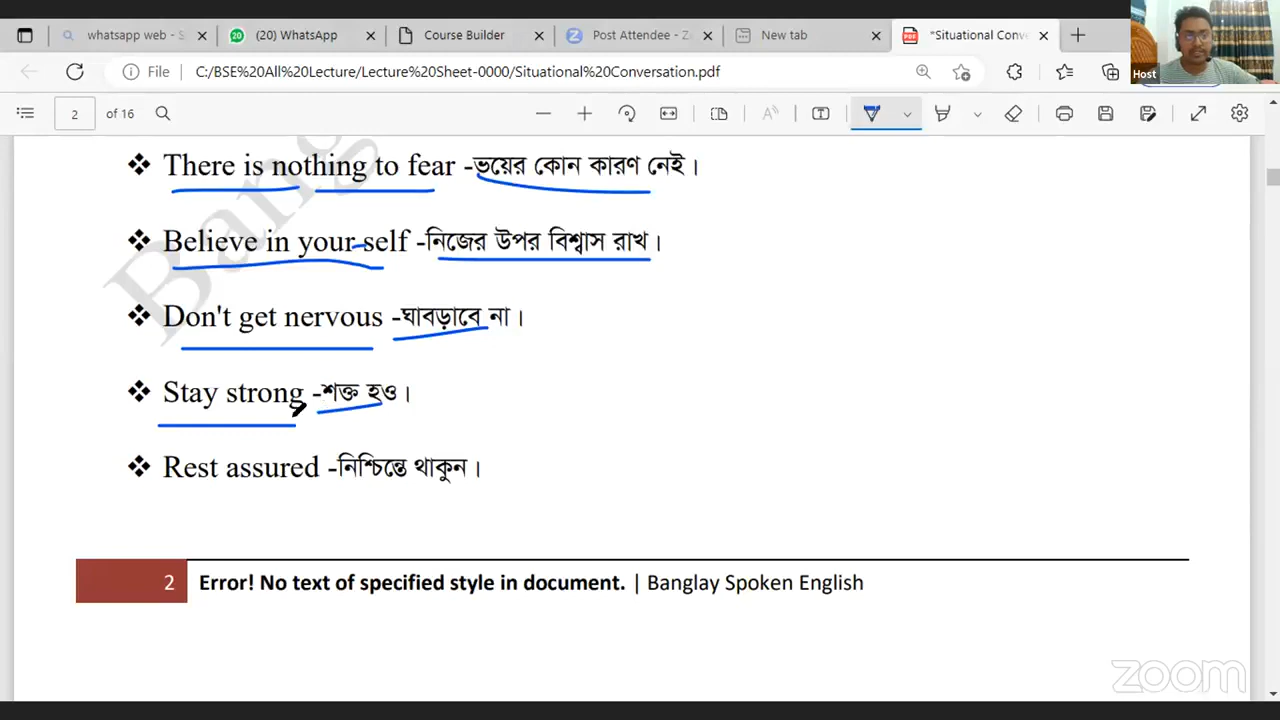 whatsapp web - S
(20) WhatsApp
Course Builder
Post Attendee - Z
New tab
"Situational Conv
Host
File C:/BSE%20All%20Lecture/Lecture%20Sheet-0000/Situational%20Conversation.pdf
2 of 16
Bang
❖ There is nothing to fear -ভয়ের কোন কারণ নেই।
❖ Believe in your self -নিজের উপর বিশ্বাস রাখ।
❖ Don't get nervous -ঘাবড়াবে না।
❖ Stay strong -শক্ত হও।
❖ Rest assured -নিশ্চিন্তে থাকুন।
2 Error! No text of specified style in document. | Banglay Spoken English
zoom